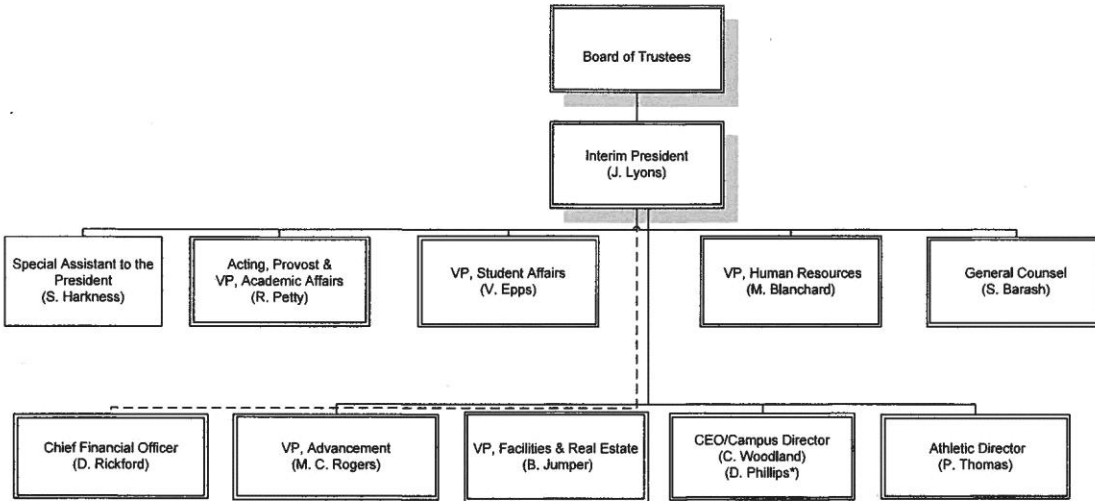 Board of Trustees
Interim President
(J. Lyons)
Special Assistant to the
President
(S. Harkness)
Acting, Provost &
VP, Academic Affairs
(R. Petty)
VP, Student Affairs
(V. Epps)
VP, Human Resources
(M. Blanchard)
General Counsel
(S. Barash)
Chief Financial Officer
(D. Rickford)
VP, Advancement
(M. C. Rogers)
VP, Facilities & Real Estate
(B. Jumper)
CEO/Campus Director
(C. Woodland)
(D. Phillips*)
Athletic Director
(P. Thomas)